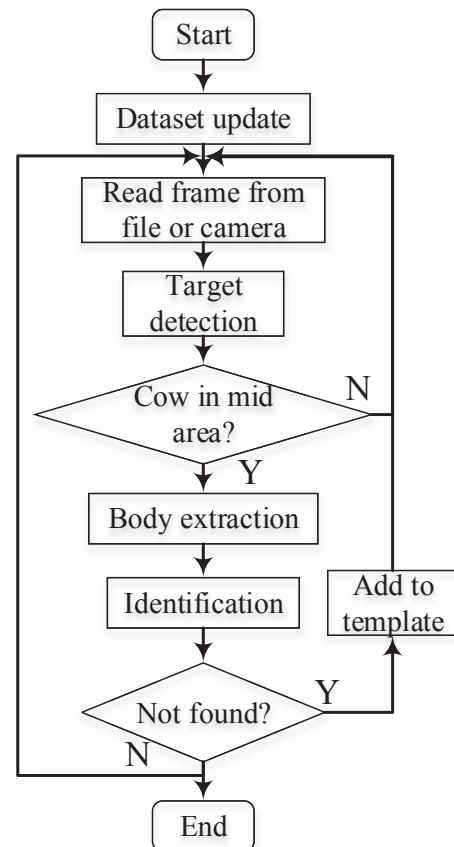 Start
Dataset update
Read frame from
file or camera
Target
detection
Cow in mid
area?
N
Y
Body extraction
Identification
Add to
template
Not found?
Y
N
End